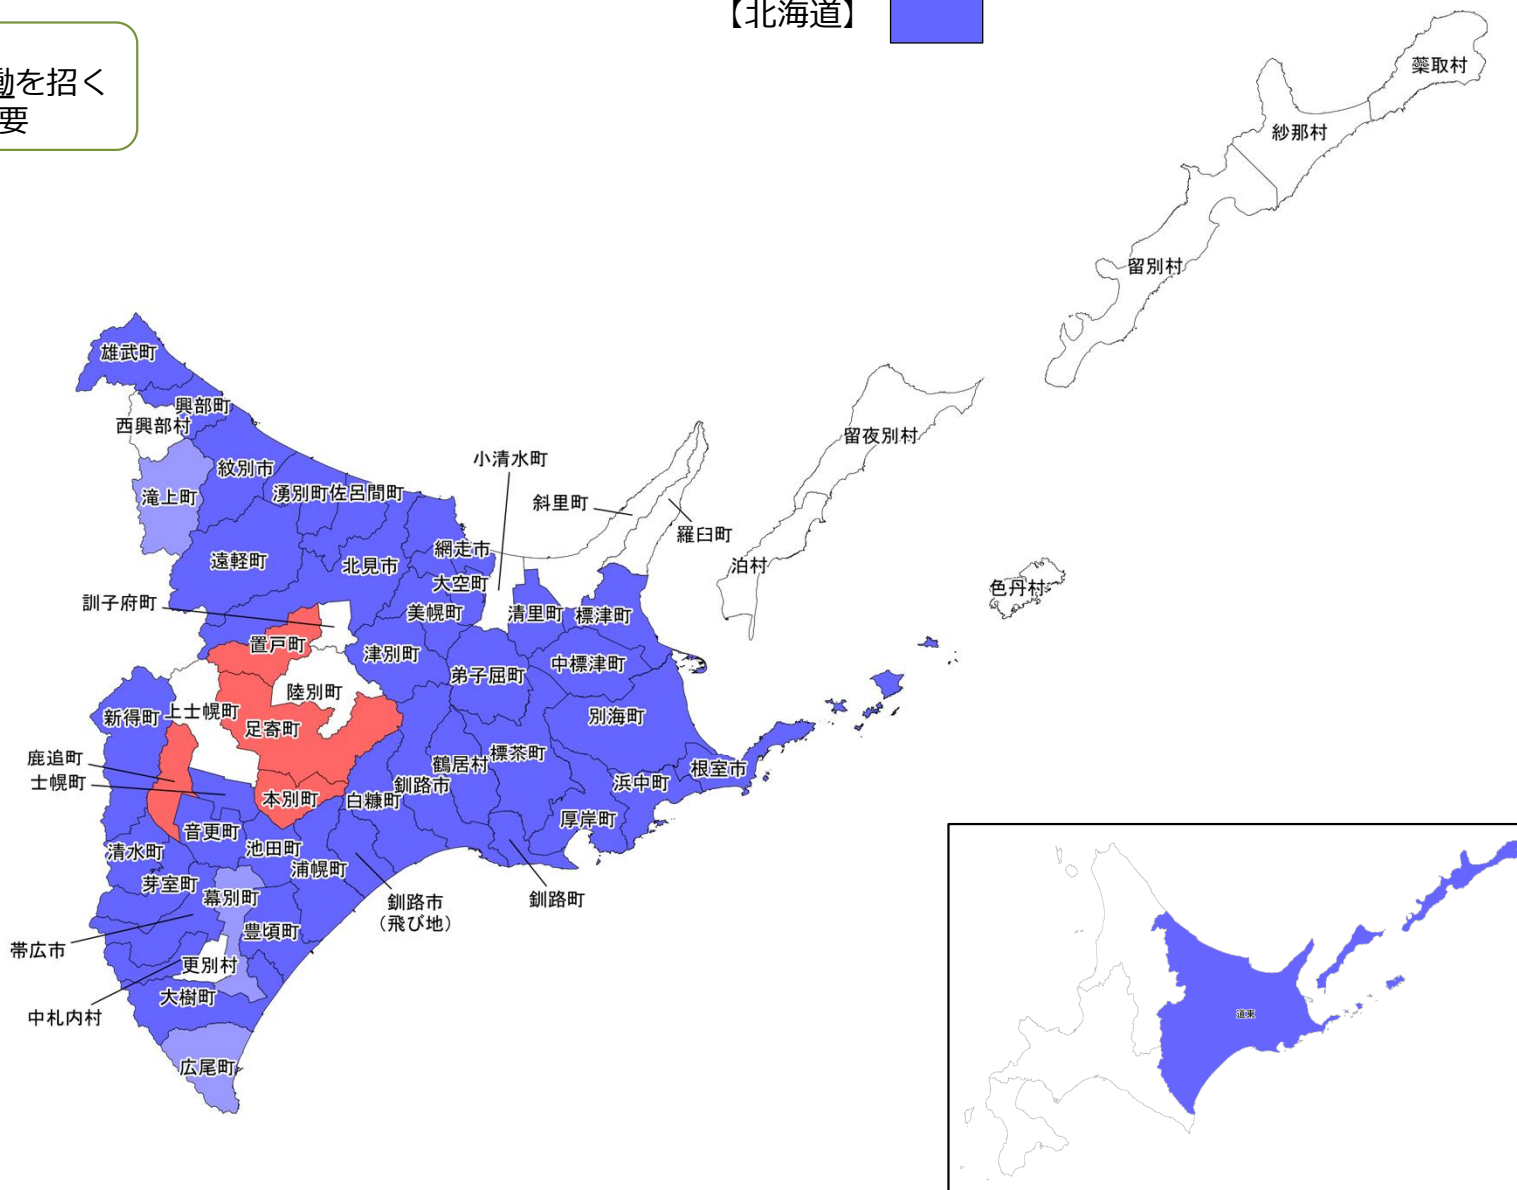 【北海道】
働を招く
要
蘂取村
紗那村
留別村
雄武町
興部町
西興部村
留夜別村
小清水町
紋別市
滝上町
湧別町
佐呂間町
斜里町
羅臼町
網走市
遠軽町
北見市
泊村
大空町
色丹村
訓子府町
美幌町
清里町
標津町
置戸町
津別町
中標津町
弟子屈町
陸別町
新得町
上士幌町
別海町
足寄町
鹿追町
標茶町
鶴居村
根室市
士幌町
釧路市
浜中町
本別町
白糠町
厚岸町
音更町
池田町
清水町
浦幌町
芽室町
幕別町
釧路市
(飛び地)
釧路町
豊頃町
帯広市
更別村
大樹町
中札内村
道東
広尾町